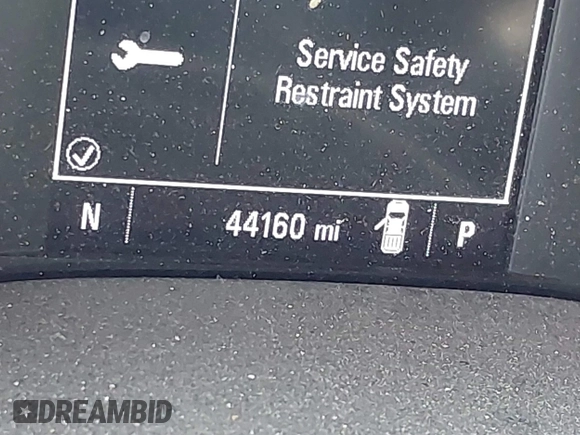 Service Safety
Restraint System
N
44160 mi
P
DREAMBID